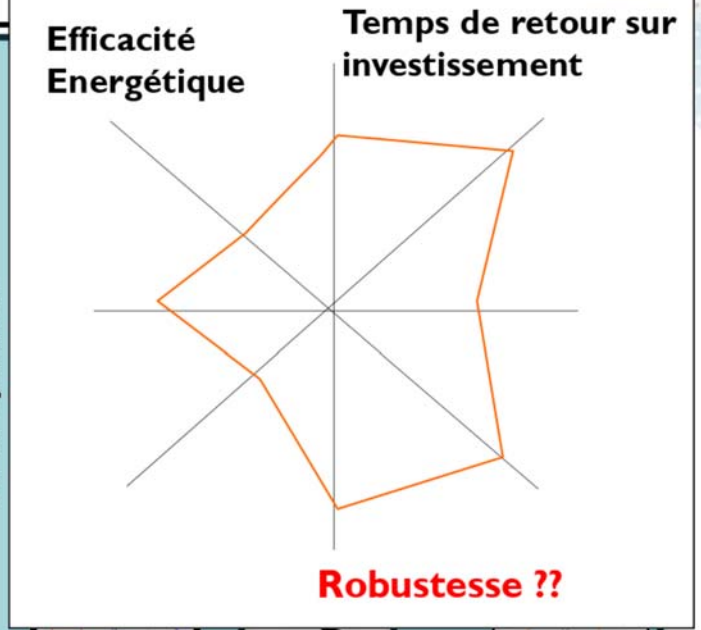 Efficacité
Energétique
Temps de retour sur
investissement
Robustesse ??